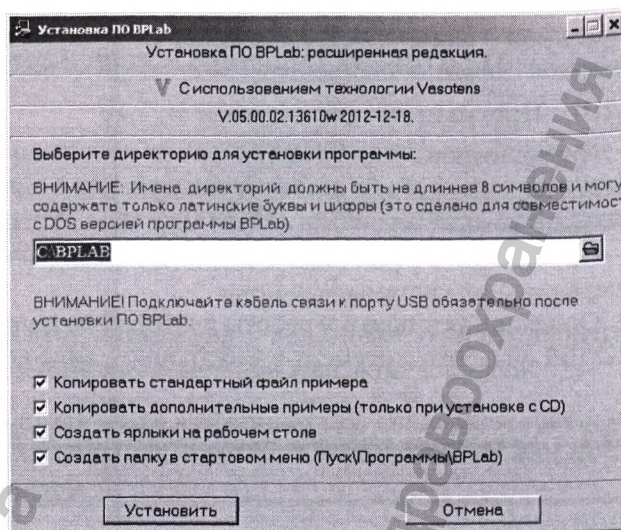 Установка ПО BPLab
Установка ПО BPLab: расширенная редакция.
V С использованием технологии Vasotens
V.05.00.02.13610w 2012-12-18.
Выберите директорию для установки программы:
ВНИМАНИЕ: Имена директорий должны быть не длиннее 8 символов и могу
содержать только латинские буквы и цифры (это сделано для совместимос
с DOS версией программы BPLab)
C:\BPLAB
ВНИМАНИЕ! Подключайте кабель связи к порту USB обязательно после
установки ПО BPLab.
Копировать стандартный файл примера
Копировать дополнительные примеры (только при установке с CD)
Создать ярлыки на рабочем столе
Создать папку в стартовом меню (Пуск\Программы\BPLab)
Установить
Отмена